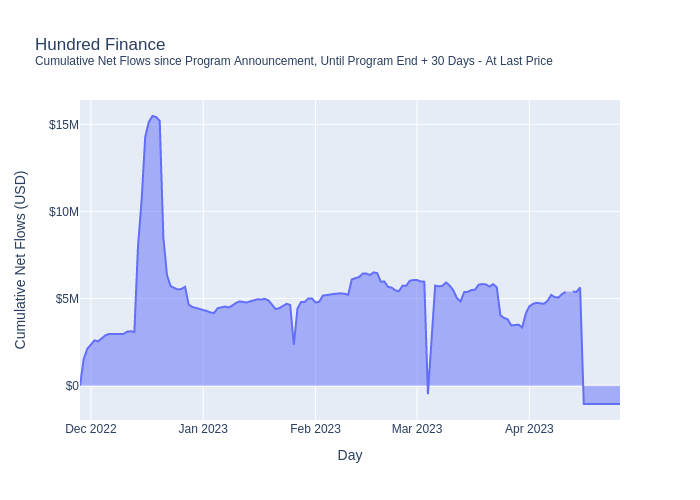 Hundred Finance
Cumulative Net Flows since Program Announcement, Until Program End + 30 Days - At Last Price
Cumulative Net Flows (USD)
$15M
$10M
$5M
$0
Dec 2022 Jan 2023 Feb 2023 Mar 2023 Apr 2023
Day